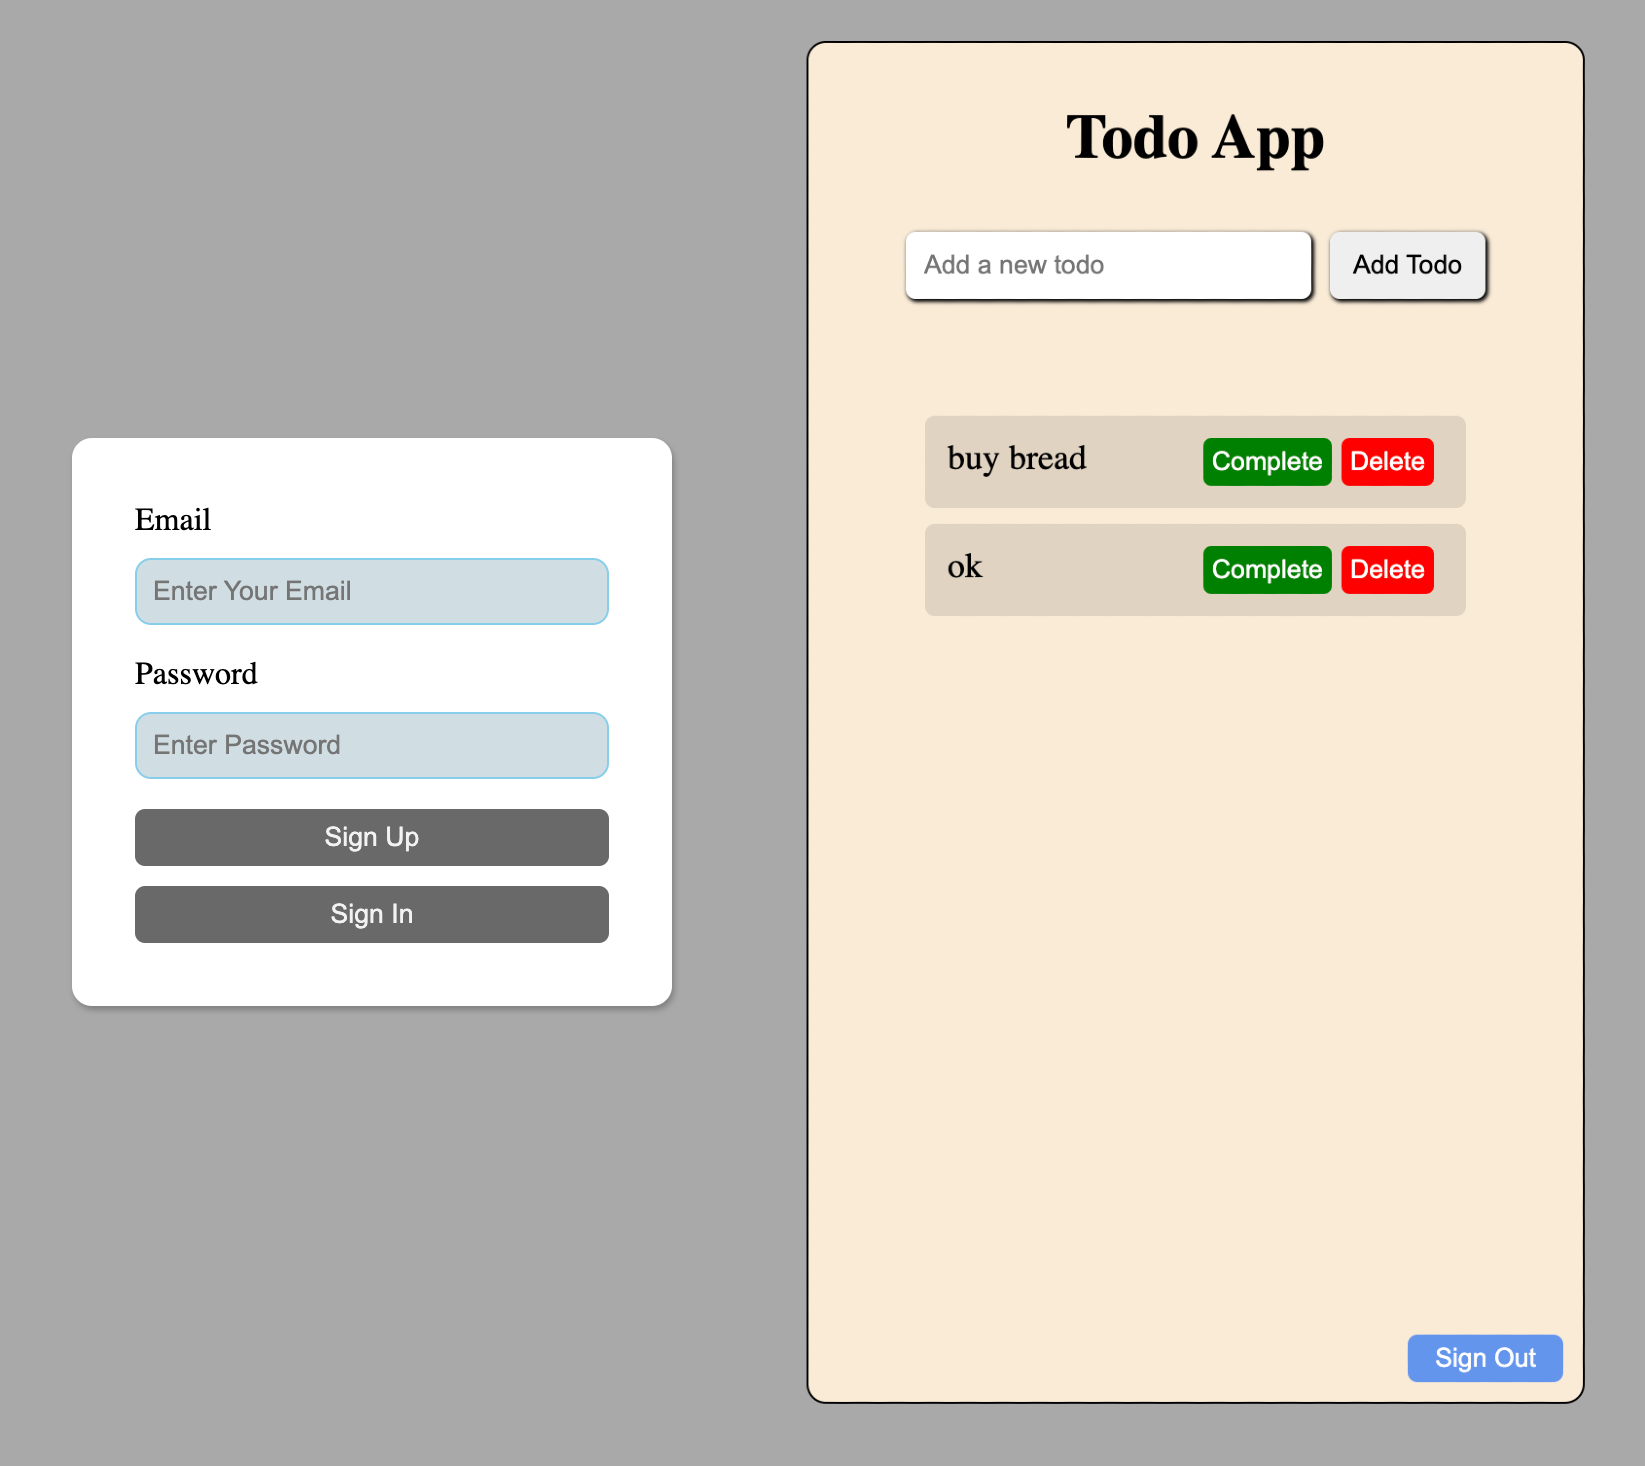 Email
Enter Your Email
Password
Enter Password
Sign Up
Sign In
Todo App
Add a new todo
Add Todo
buy bread Complete Delete
ok Complete Delete
Sign Out